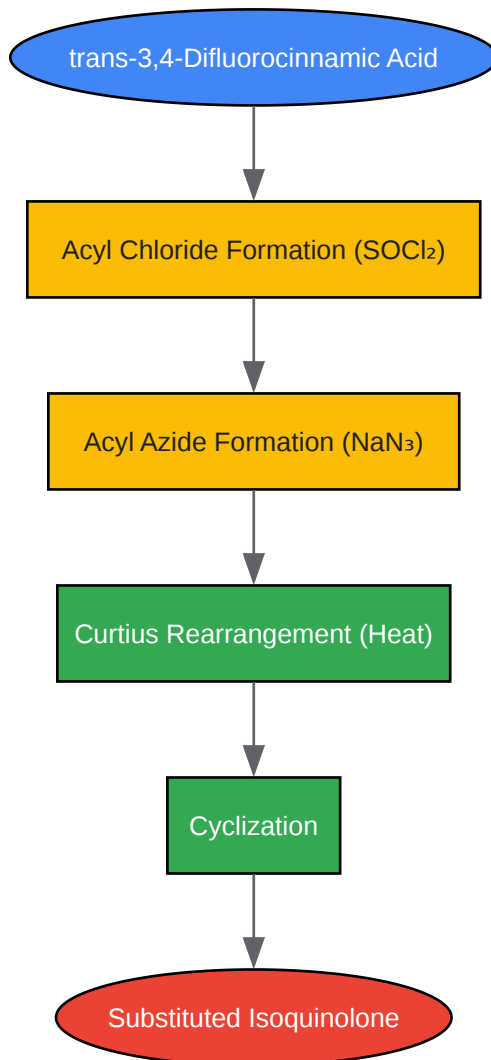 trans-3,4-Difluorocinnamic Acid
Acyl Chloride Formation (SOCl₂)
Acyl Azide Formation (NaN₃)
Curtius Rearrangement (Heat)
Cyclization
Substituted Isoquinolone